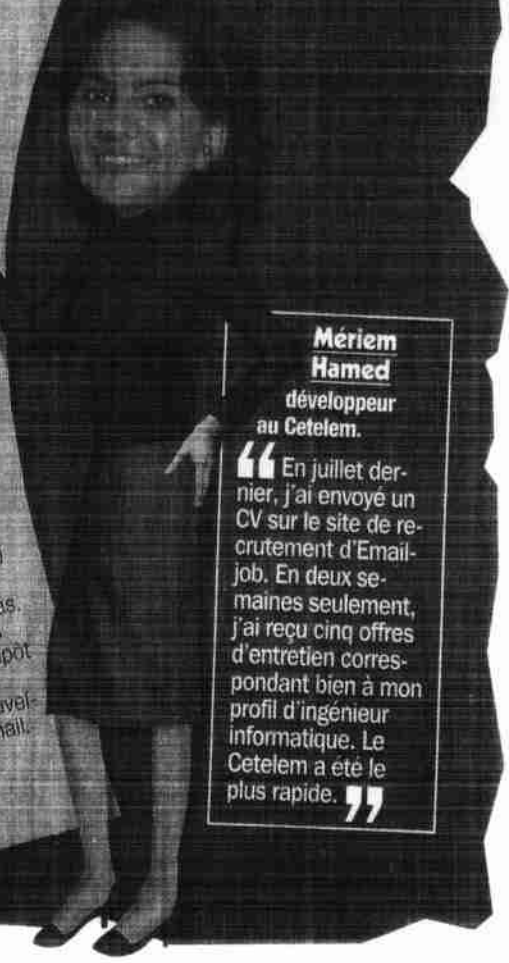 Mériem
Hamed
développeur
au Cetelem.
“ En juillet der-
nier, j'ai envoyé un
CV sur le site de re-
crutement d'Email-
job. En deux se-
maines seulement,
j'ai reçu cinq offres
d'entretien corres-
pondant bien à mon
profil d'ingénieur
informatique. Le
Cetelem a été le
plus rapide. ”